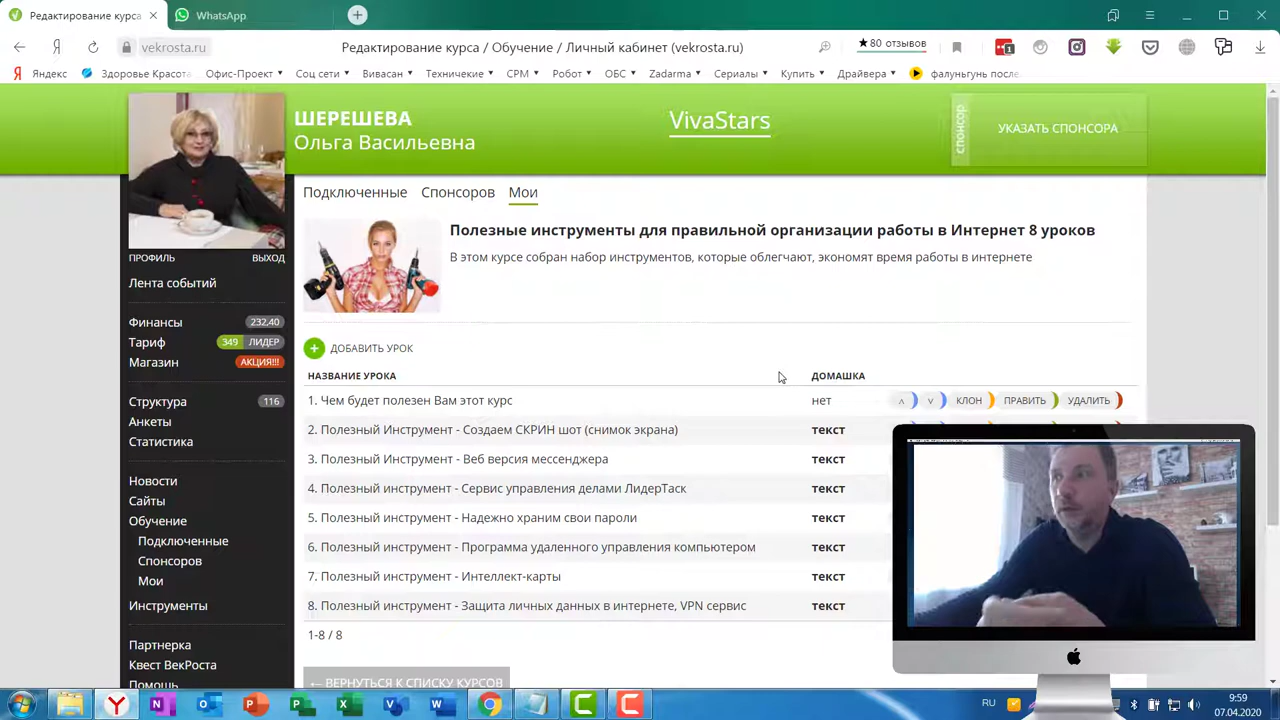 Редактирование курса
WhatsApp
vekrosta.ru
Редактирование курса / Обучение / Личный кабинет (vekrosta.ru)
★80 отзывов
1
Яндекс
Здоровье Красота
Офис-Проект
Соц сети
Вивасан
Технические
СРМ
Робот
ОБС
Zadarma
Сериалы
Купить
Драйвера
фалуньгунь после
ШЕРЕШЕВА
Ольга Васильевна
VivaStars
спонсор
УКАЗАТЬ СПОНСОРА
ПРОФИЛЬ
ВЫХОД
Лента событий
Финансы 232,40
Тариф 349 ЛИДЕР
Магазин АКЦИЯ!!!
Структура 116
Анкеты
Статистика
Новости
Сайты
Обучение
Подключенные
Спонсоров
Мои
Инструменты
Партнерка
Квест ВекРоста
Помощь
Подключенные Спонсоров Мои
Полезные инструменты для правильной организации работы в Интернет 8 уроков
В этом курсе собран набор инструментов, которые облегчают, экономят время работы в интернете
+ ДОБАВИТЬ УРОК
НАЗВАНИЕ УРОКА ДОМАШКА
1. Чем будет полезен Вам этот курс нет КЛОН ПРАВИТЬ УДАЛИТЬ
2. Полезный Инструмент - Создаем СКРИН шот (снимок экрана) текст
3. Полезный Инструмент - Веб версия мессенджера текст
4. Полезный инструмент - Сервис управления делами ЛидерТаск текст
5. Полезный инструмент - Надежно храним свои пароли текст
6. Полезный инструмент - Программа удаленного управления компьютером текст
7. Полезный инструмент - Интеллект-карты текст
8. Полезный инструмент - Защита личных данных в интернете, VPN сервис текст
1-8 / 8
← ВЕРНУТЬСЯ К СПИСКУ КУРСОВ
RU
9:59
07.04.2020